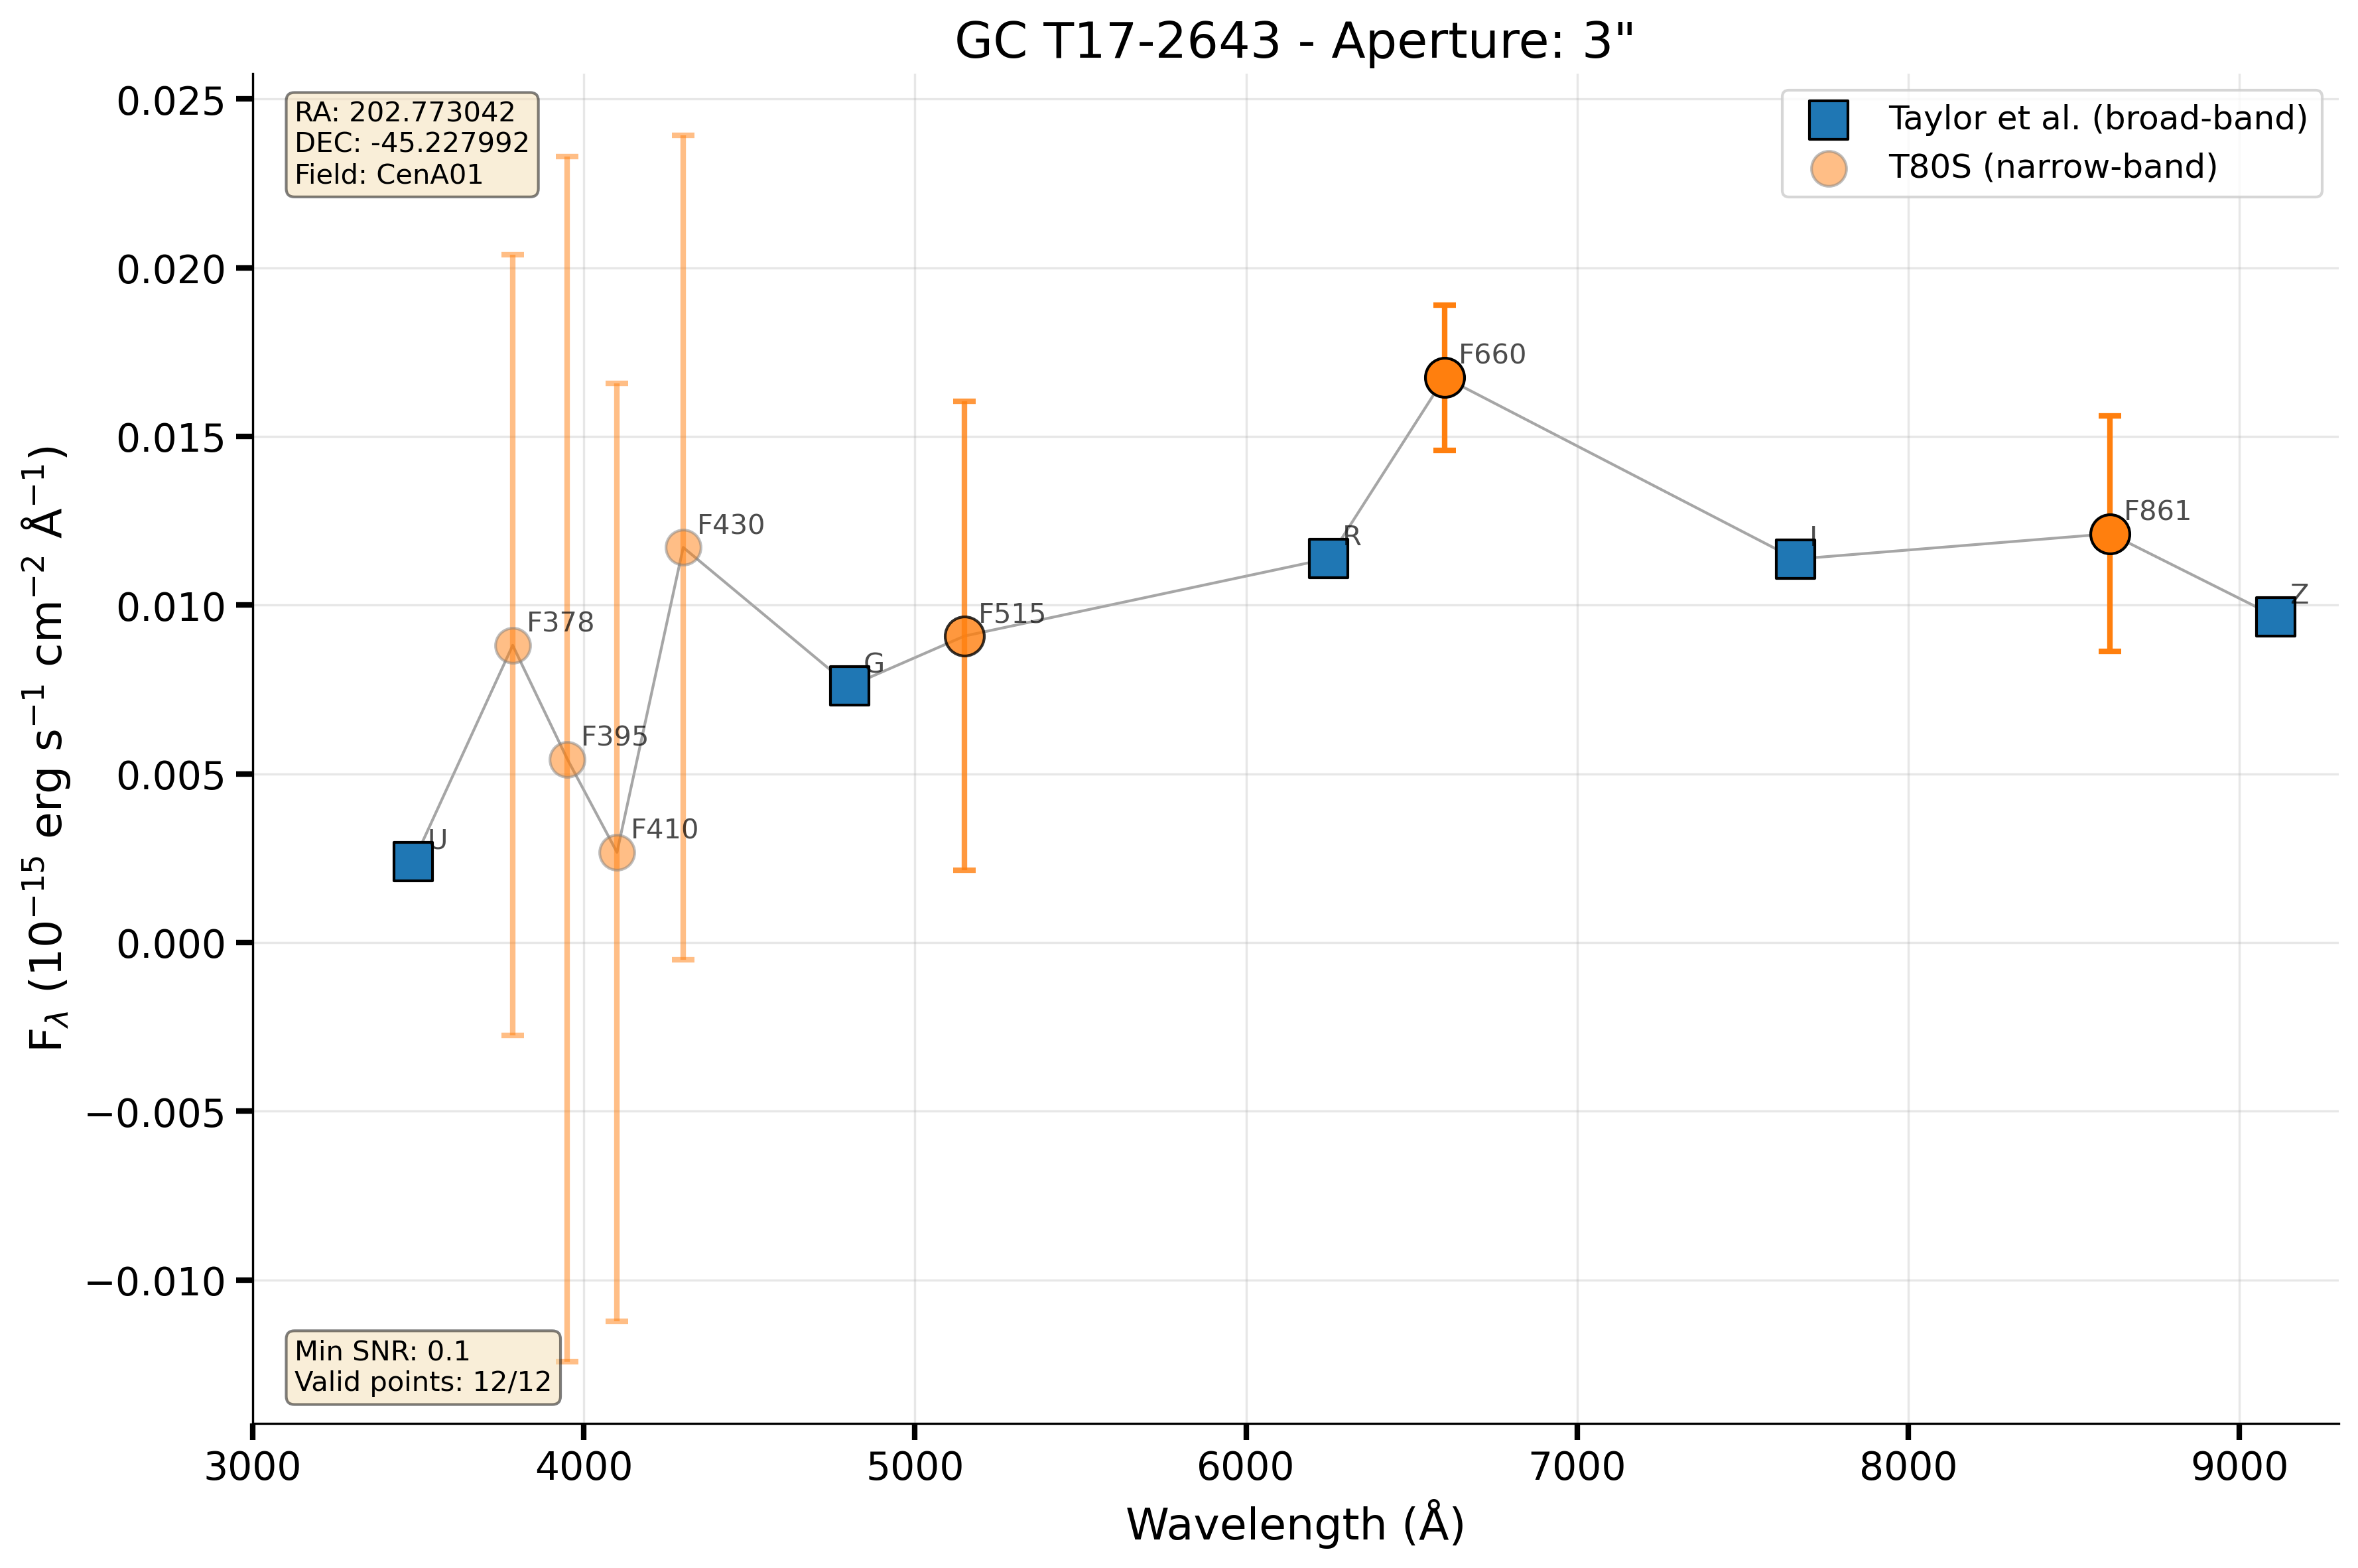 GC T17-2643 - Aperture: 3"
RA: 202.773042
DEC: -45.227992
Field: CenA01
Taylor et al. (broad-band)
T80S (narrow-band)
0.025
0.020
0.015
0.010
0.005
0.000
−0.005
−0.010
F660
F861
F430
R
I
Z
F378
F515
G
F395
U
F410
Min SNR: 0.1
Valid points: 12/12
3000 4000 5000 6000 7000 8000 9000
Wavelength (Å)
Fλ (10⁻¹⁵ erg s⁻¹ cm⁻² Å⁻¹)